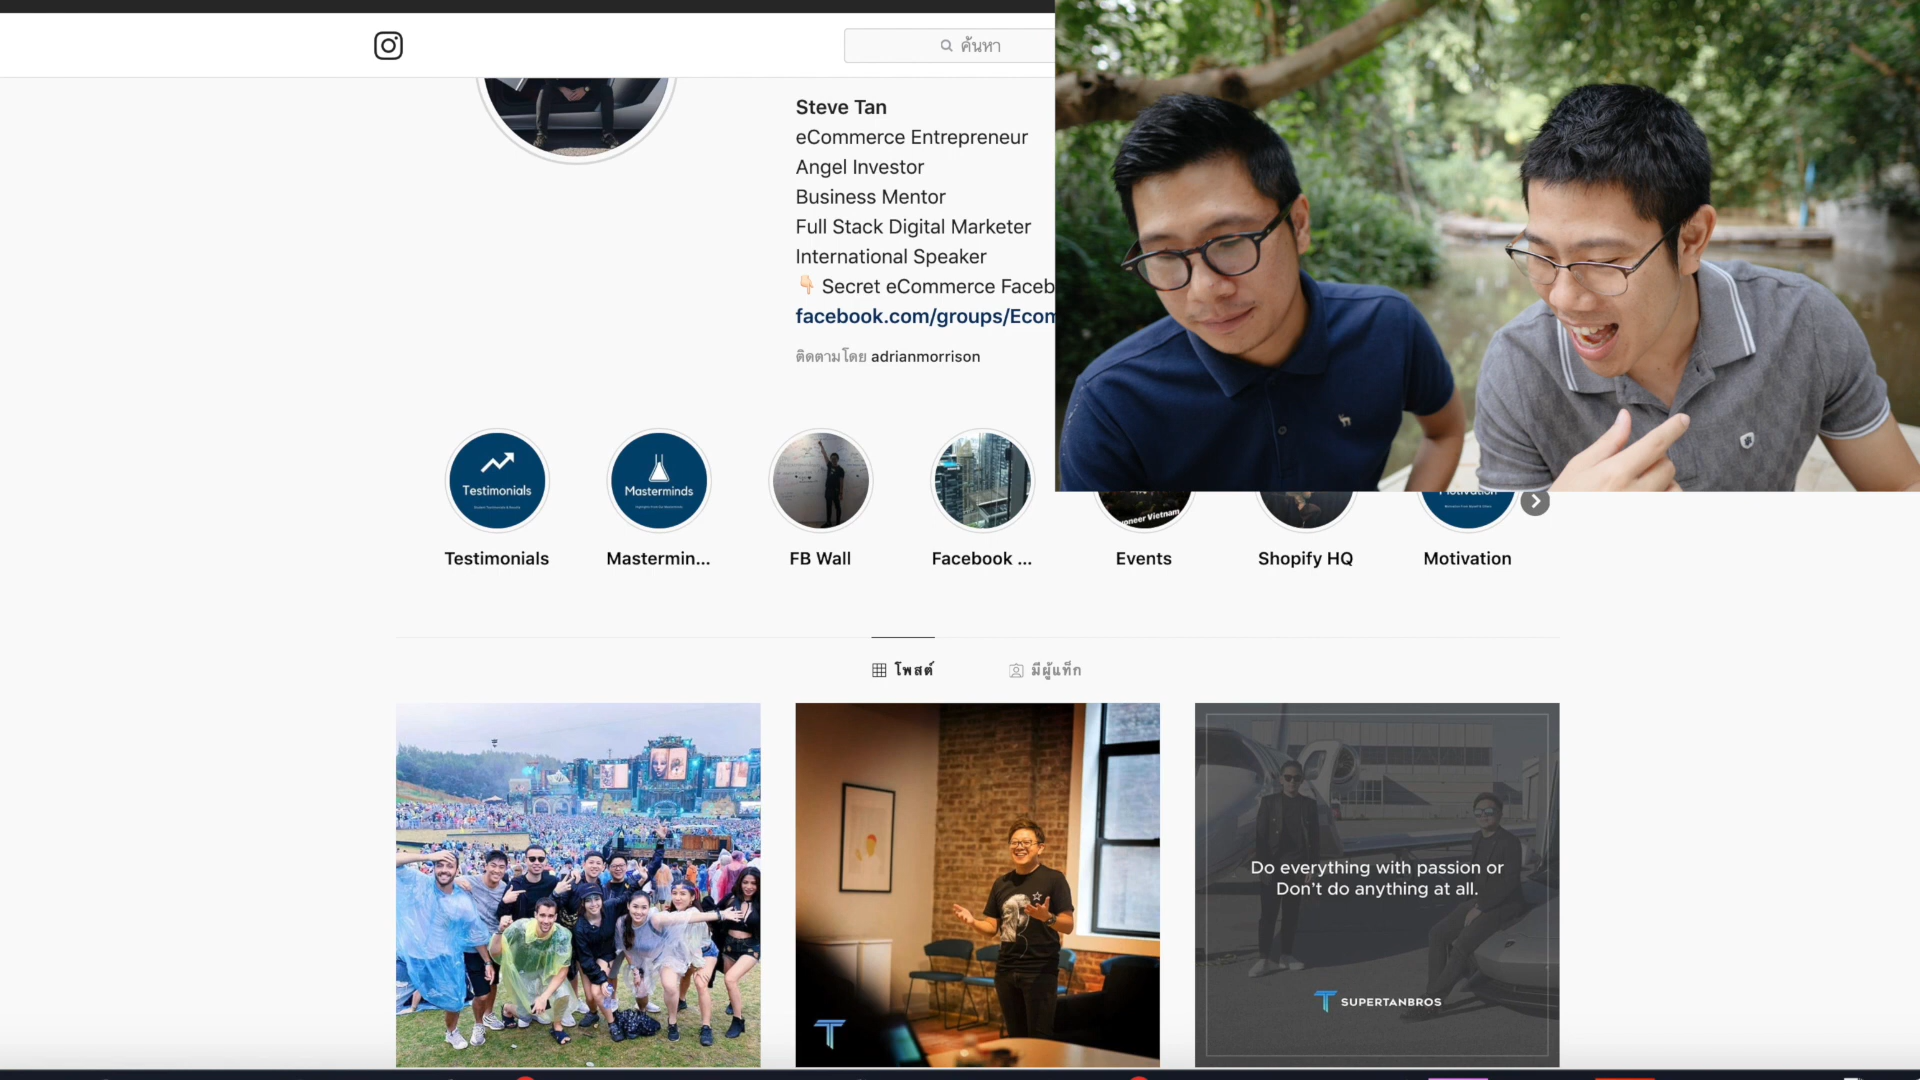 ค้นหา
Steve Tan
eCommerce Entrepreneur
Angel Investor
Business Mentor
Full Stack Digital Marketer
International Speaker
👇🏻 Secret eCommerce Faceb
facebook.com/groups/Ecom
ติดตามโดย adrianmorrison
Testimonials
Masterminds
Motivation
Testimonials
Mastermin...
FB Wall
Facebook ...
Events
Shopify HQ
Motivation
โพสต์
มีผู้แท็ก
Do everything with passion or
Don't do anything at all.
SUPERTANBROS